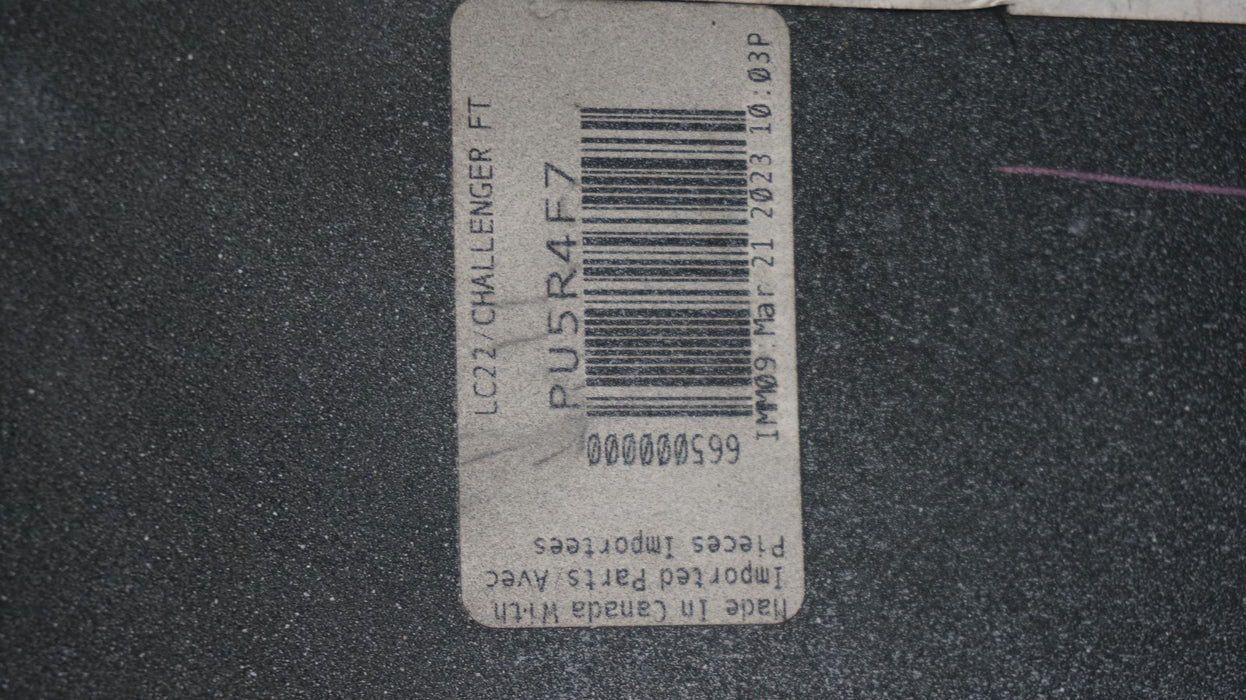 LC22/CHALLENGER FT
PU5R4F7
IMM09 Mar 21 2023 10:03P
6650000000
Made In Canada With
Imported Parts/Avec
Pieces Importees